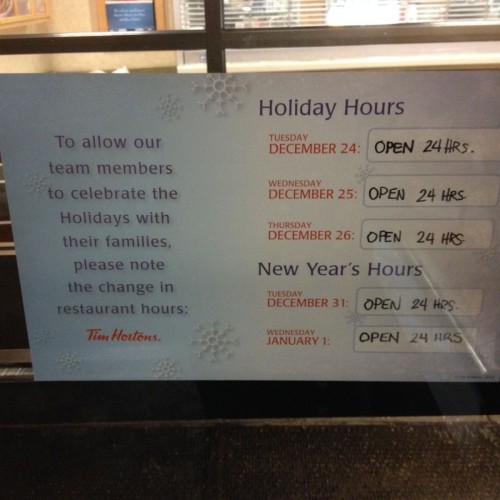 To allow our
team members
to celebrate the
Holidays with
their families,
please note
the change in
restaurant hours:
Tim Hortons.
Holiday Hours
TUESDAY
DECEMBER 24: OPEN 24 HRS.
WEDNESDAY
DECEMBER 25: OPEN 24 HRS
THURSDAY
DECEMBER 26: OPEN 24 HRS
New Year's Hours
TUESDAY
DECEMBER 31: OPEN 24 HRS.
WEDNESDAY
JANUARY 1: OPEN 24 HRS